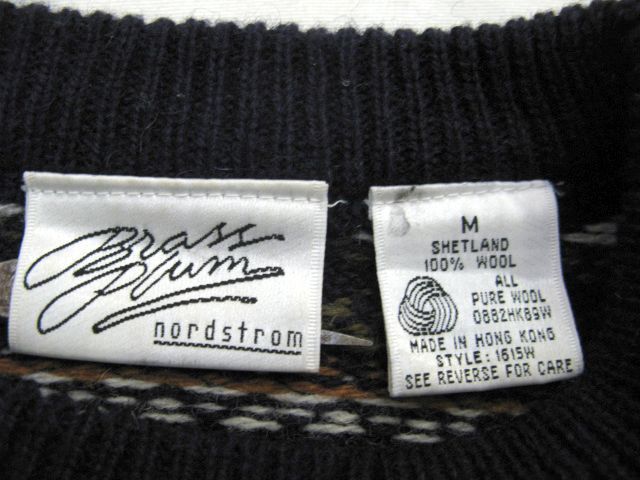 Brass
Plum
nordstrom
M
SHETLAND
100% WOOL
ALL
PURE WOOL
0882HK89W
MADE IN HONG KONG
STYLE: 1615W
SEE REVERSE FOR CARE